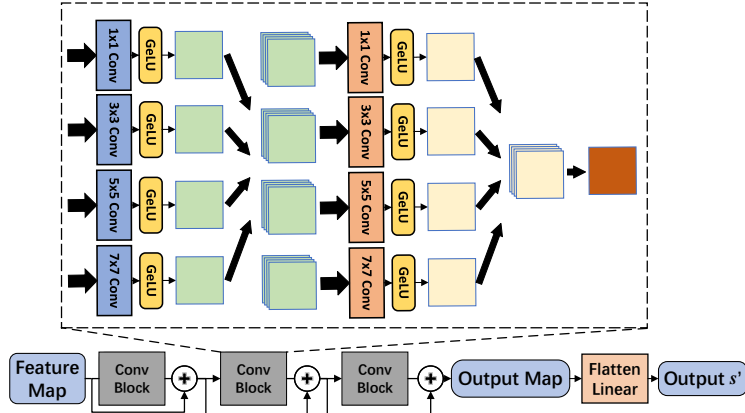 1x1 Conv
GeLU
1x1 Conv
GeLU
3x3 Conv
GeLU
3x3 Conv
GeLU
5x5 Conv
GeLU
5x5 Conv
GeLU
7x7 Conv
GeLU
7x7 Conv
GeLU
Feature
Map
Conv
Block
+
Conv
Block
+
Conv
Block
+
Output Map
Flatten
Linear
Output s'